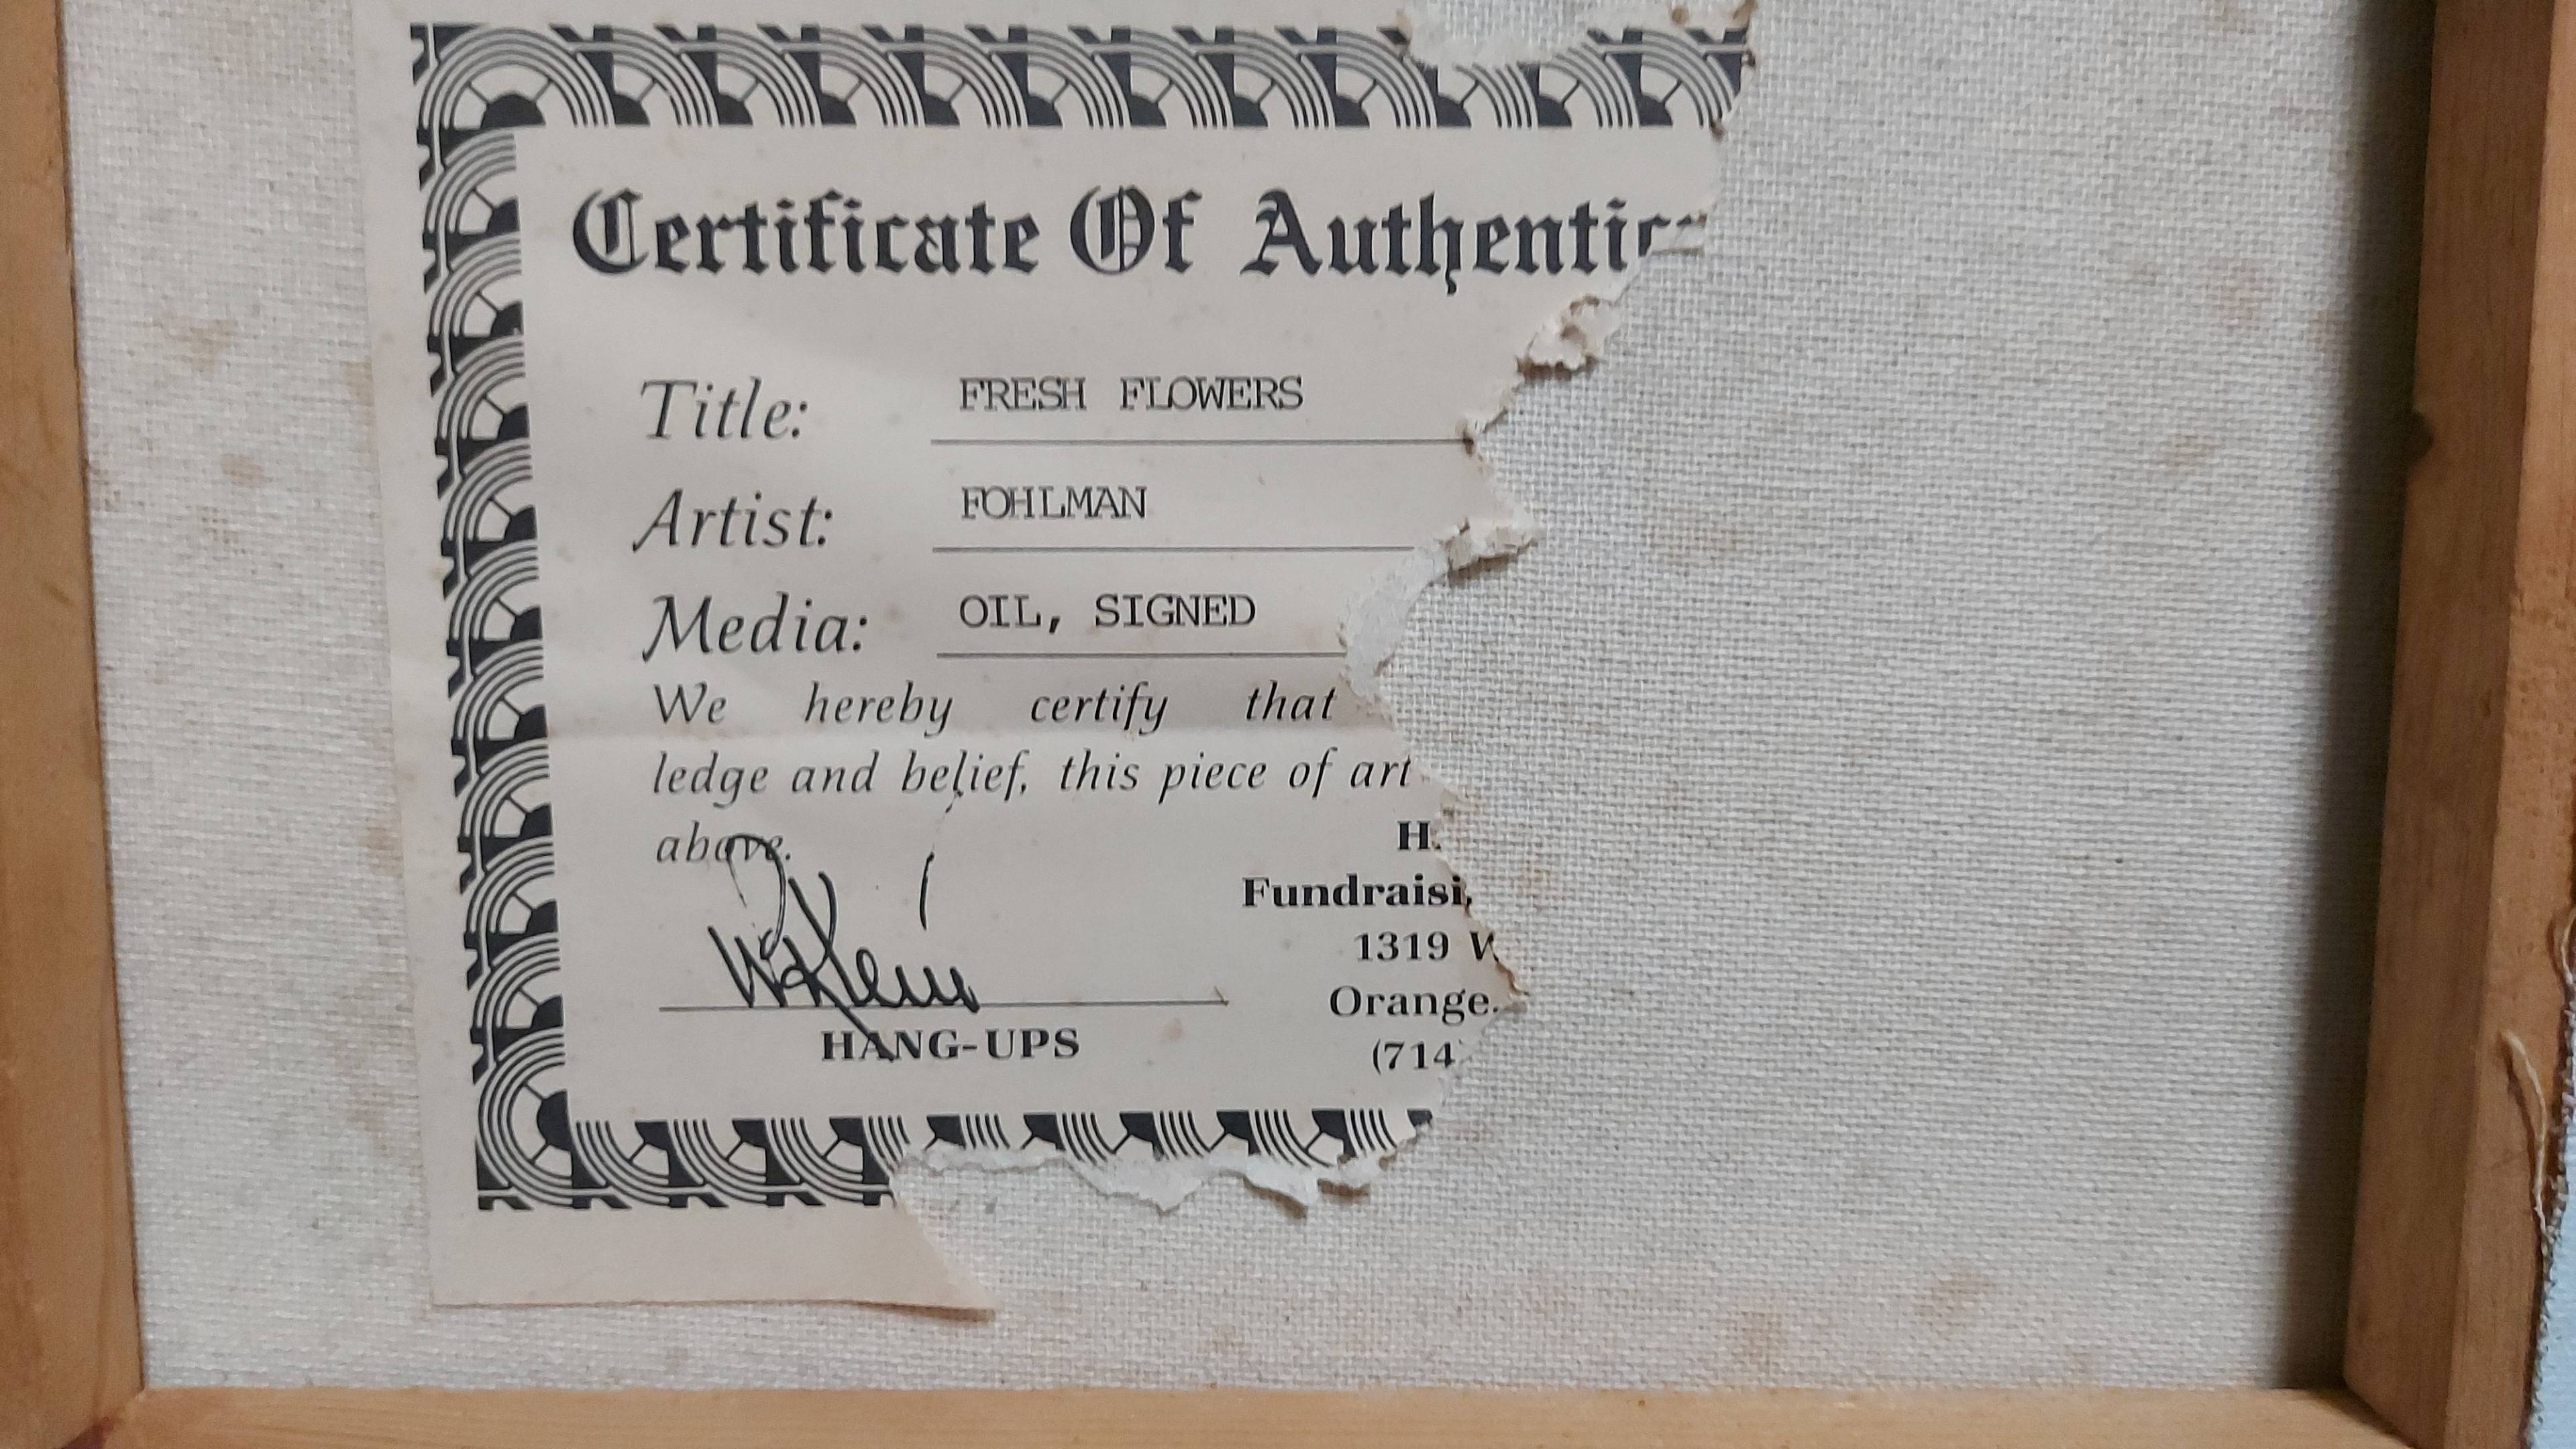 Certificate Of Authentic
Title: FRESH FLOWERS
Artist: FOHLMAN
Media: OIL, SIGNED
We hereby certify that
ledge and belief, this piece of art
above.
H.
Fundraisi
1319 W
Orange
(714
HANG-UPS